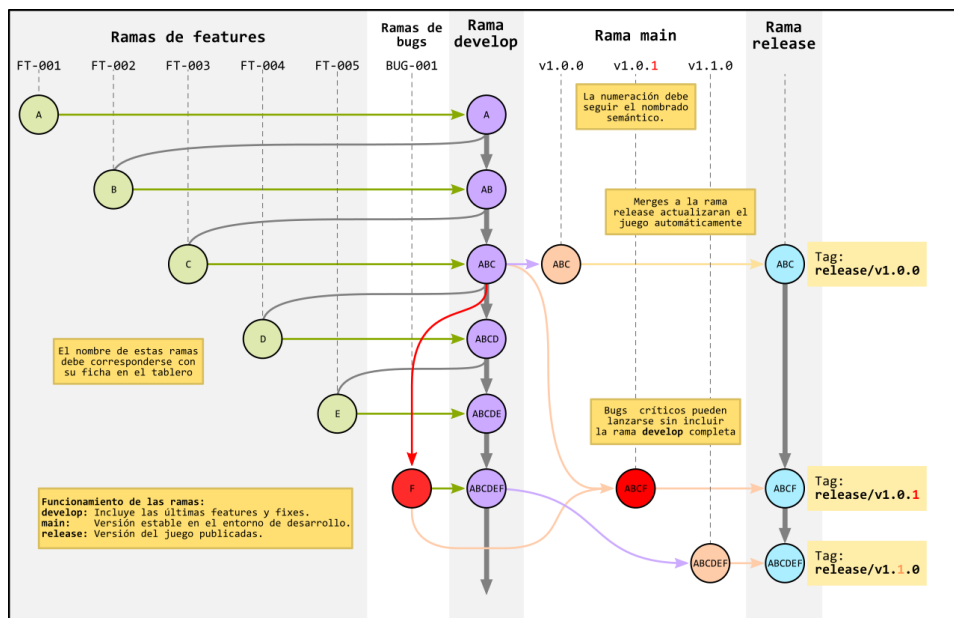 Ramas de features
Ramas de
bugs
Rama
develop
Rama main
Rama
release
FT-001
FT-002
FT-003
FT-004
FT-005
BUG-001
v1.0.0
v1.0.1
v1.1.0
La numeración debe
seguir el nombrado
semántico.
A
A
B
AB
Merges a la rama
release actualizaran el
juego automáticamente
C
ABC
ABC
ABC
Tag:
release/v1.0.0
D
ABCD
El nombre de estas ramas
debe corresponderse con
su ficha en el tablero
E
ABCDE
Bugs críticos pueden
lanzarse sin incluir
la rama develop completa
F
ABCDEF
ABCF
ABCF
Tag:
release/v1.0.1
Funcionamiento de las ramas:
develop: Incluye las últimas features y fixes.
main: Versión estable en el entorno de desarrollo.
release: Versión del juego publicadas.
ABCDEF
ABCDEF
Tag:
release/v1.1.0